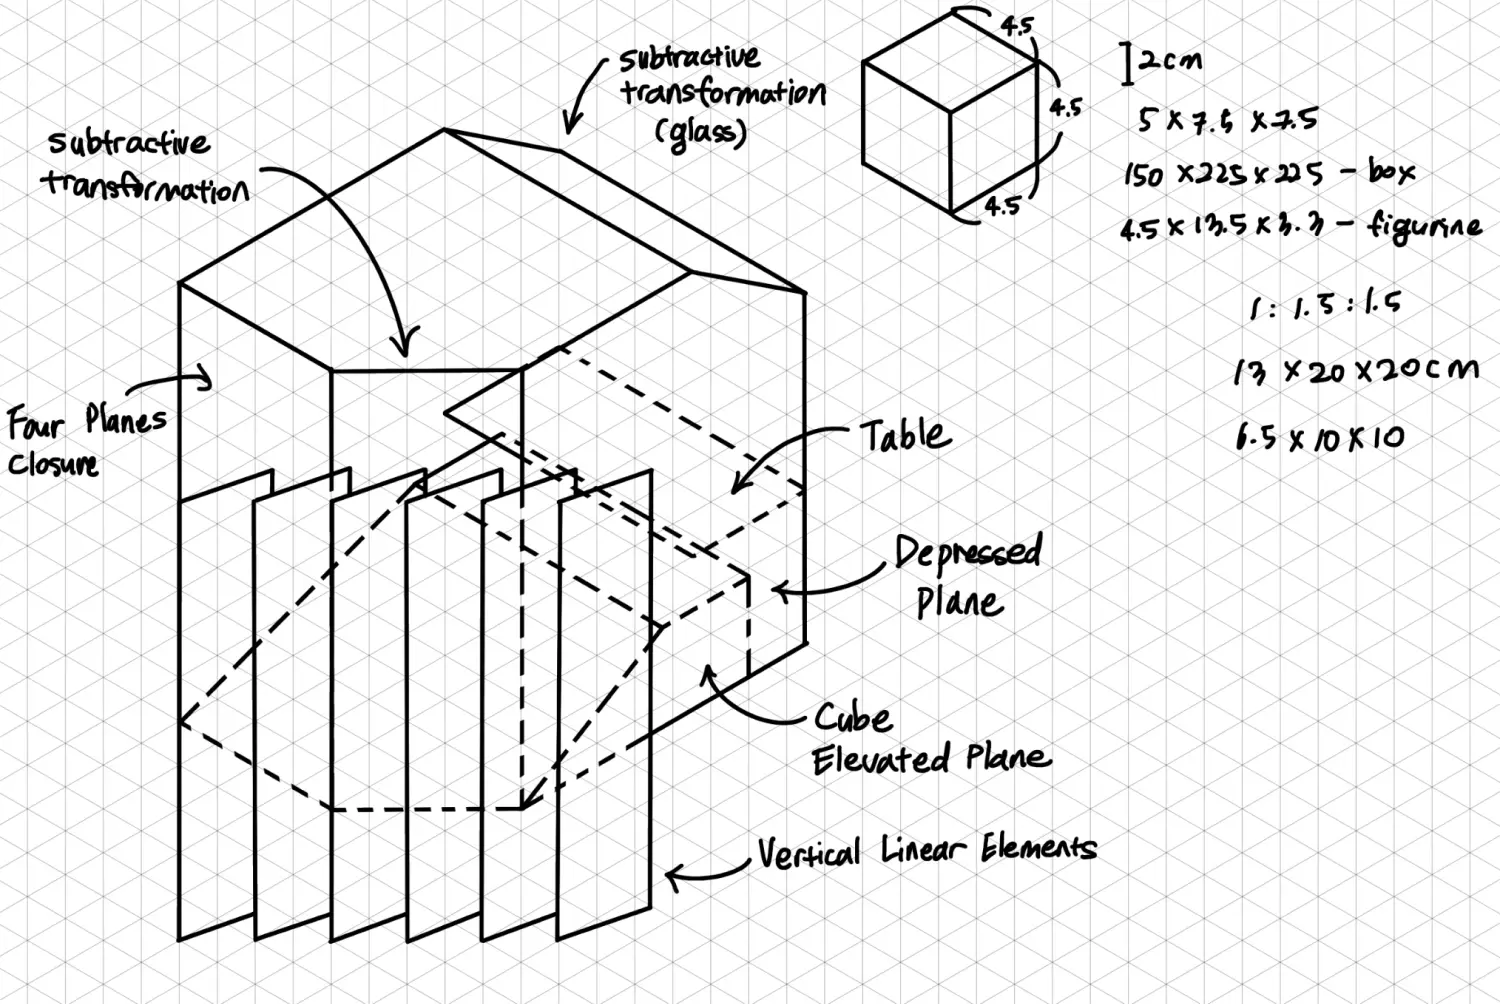 subtractive
transformation
(glass)
subtractive
transformation
Four Planes
Closure
Table
Depressed
Plane
Cube
Elevated Plane
Vertical Linear Elements
4.5
4.5
4.5
2cm
5 x 7.5 x 7.5
150 x 225 x 225 - box
4.5 x 13.5 x 3.3 - figurine
1 : 1.5 : 1.5
13 x 20 x 20cm
6.5 x 10 x 10